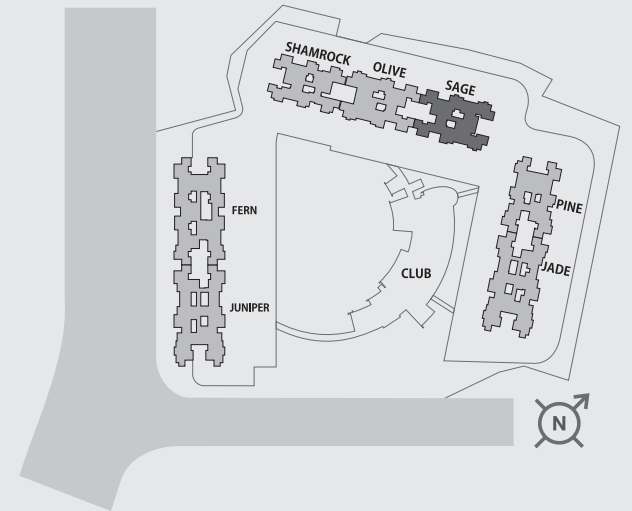 SHAMROCK
OLIVE
SAGE
FERN
PINE
JADE
CLUB
JUNIPER
N